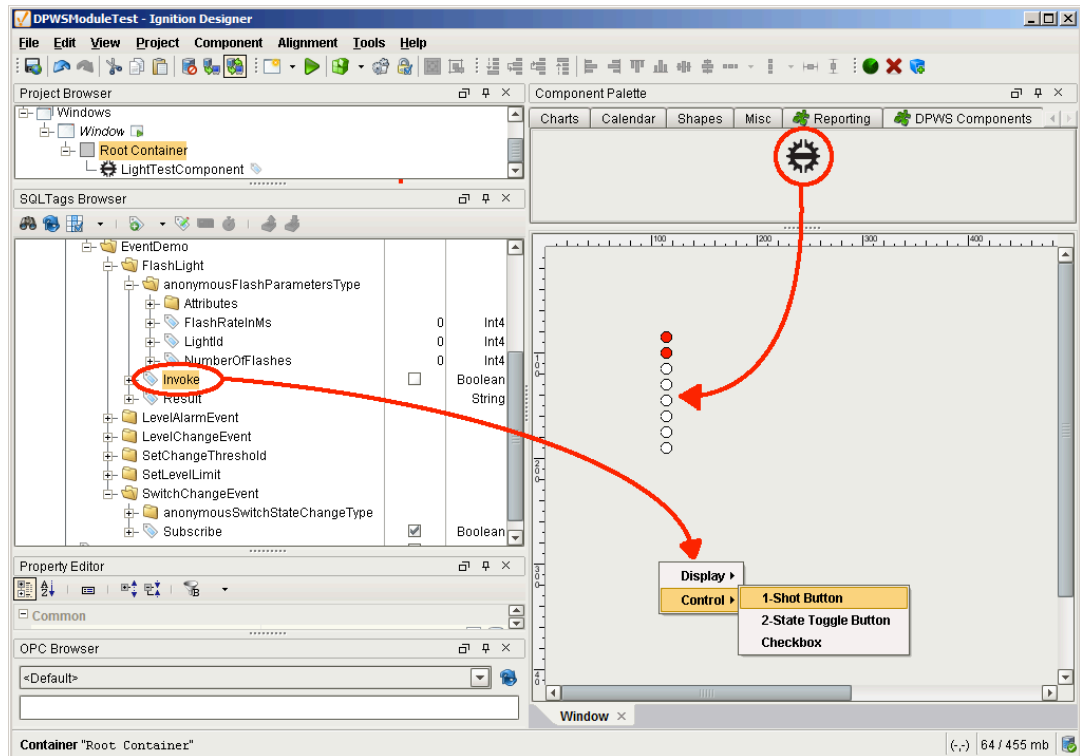 DPWSModuleTest - Ignition Designer
File Edit View Project Component Alignment Tools Help
Project Browser
Windows
Window
Root Container
LightTestComponent
SQLTags Browser
EventDemo
FlashLight
anonymousFlashParametersType
Attributes
FlashRateInMs 0 Int4
LightId 0 Int4
NumberOfFlashes 0 Int4
Invoke Boolean
Result String
LevelAlarmEvent
LevelChangeEvent
SetChangeThreshold
SetLevelLimit
SwitchChangeEvent
anonymousSwitchStateChangeType
Subscribe Boolean
Property Editor
Common
OPC Browser
<Default>
Component Palette
Charts Calendar Shapes Misc Reporting DPWS Components
100 200 300 400
100
200
300
Display
Control
1-Shot Button
2-State Toggle Button
Checkbox
Window
Container "Root Container"
(-,-) 64 / 455 mb